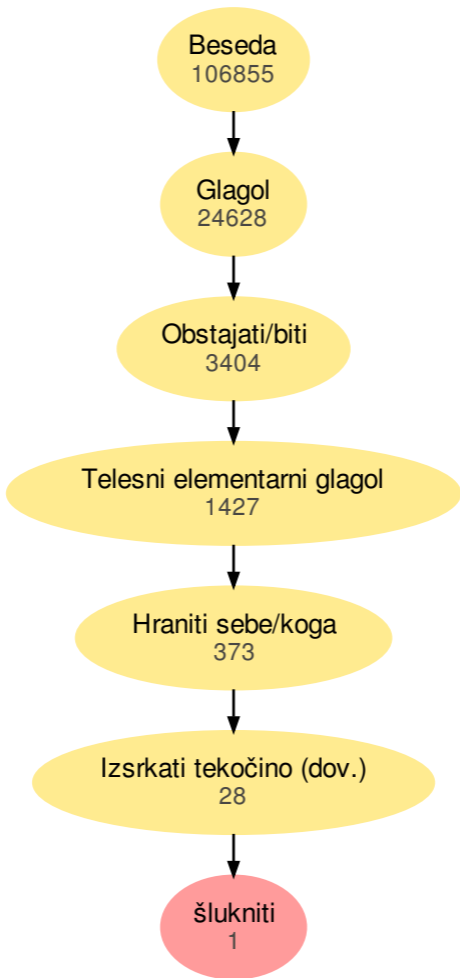 Beseda
106855
Glagol
24628
Obstajati/biti
3404
Telesni elementarni glagol
1427
Hraniti sebe/koga
373
Izsrkati tekočino (dov.)
28
šlukniti
1